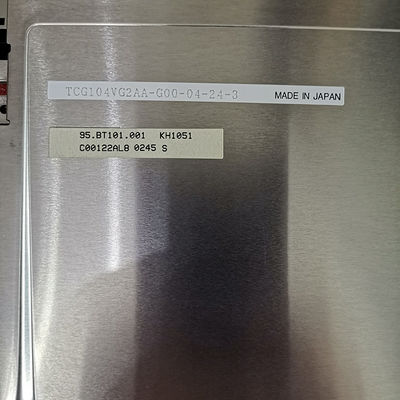 TCG104VG2AA-G00-04-24-3 MADE IN JAPAN
95.BT101.001 KH1051
C00122AL8 0245 S